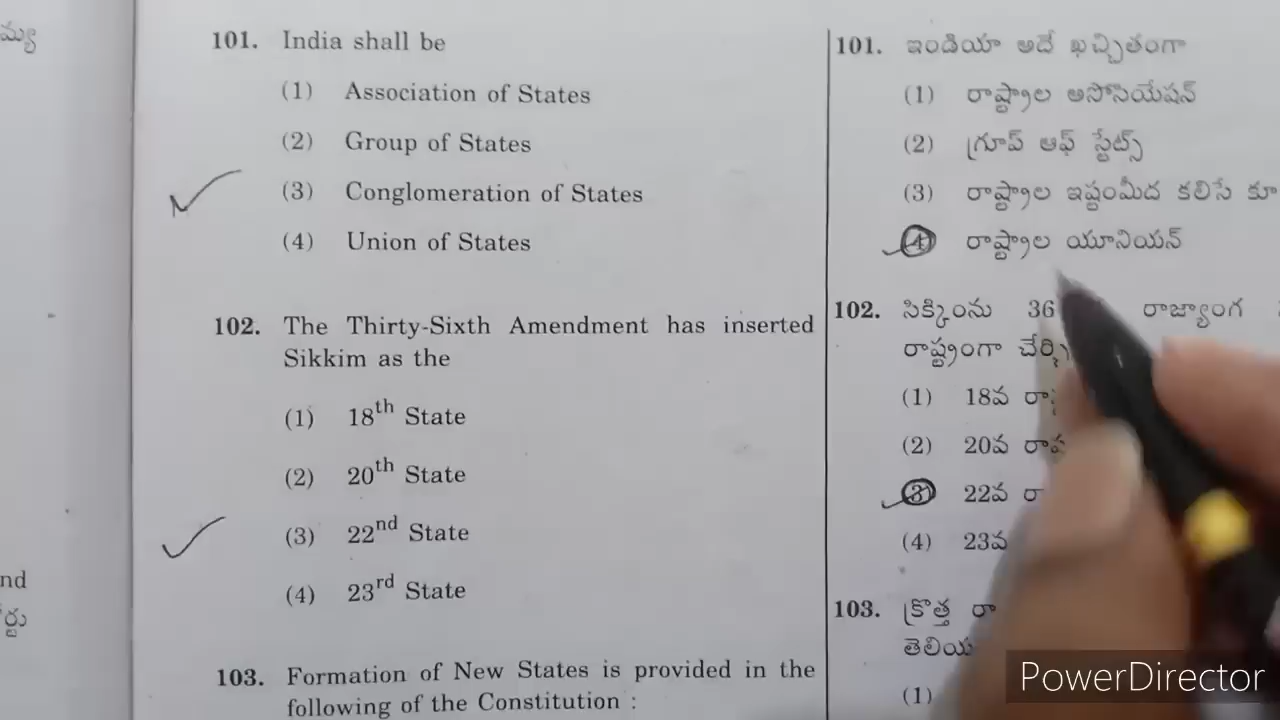 మ్య
nd
ర్టు
101. India shall be
(1) Association of States
(2) Group of States
(3) Conglomeration of States
(4) Union of States
102. The Thirty-Sixth Amendment has inserted
Sikkim as the
(1) 18th State
(2) 20th State
(3) 22nd State
(4) 23rd State
103. Formation of New States is provided in the
following of the Constitution :
101. ఇండియా అదే ఖచ్చితంగా
(1) రాష్ట్రాల అసోసియేషన్
(2) గ్రూప్ ఆఫ్ స్టేట్స్
(3) రాష్ట్రాల ఇష్టంమీద కలిసే కూ
(4) రాష్ట్రాల యూనియన్
102. సిక్కింను 36 రాజ్యాంగ
రాష్ట్రంగా చేర్చి
(1) 18వ
(2) 20వ
(3) 22వ
(4) 23వ
103. క్రొత్త రా
తెలియ
(1)
PowerDirector